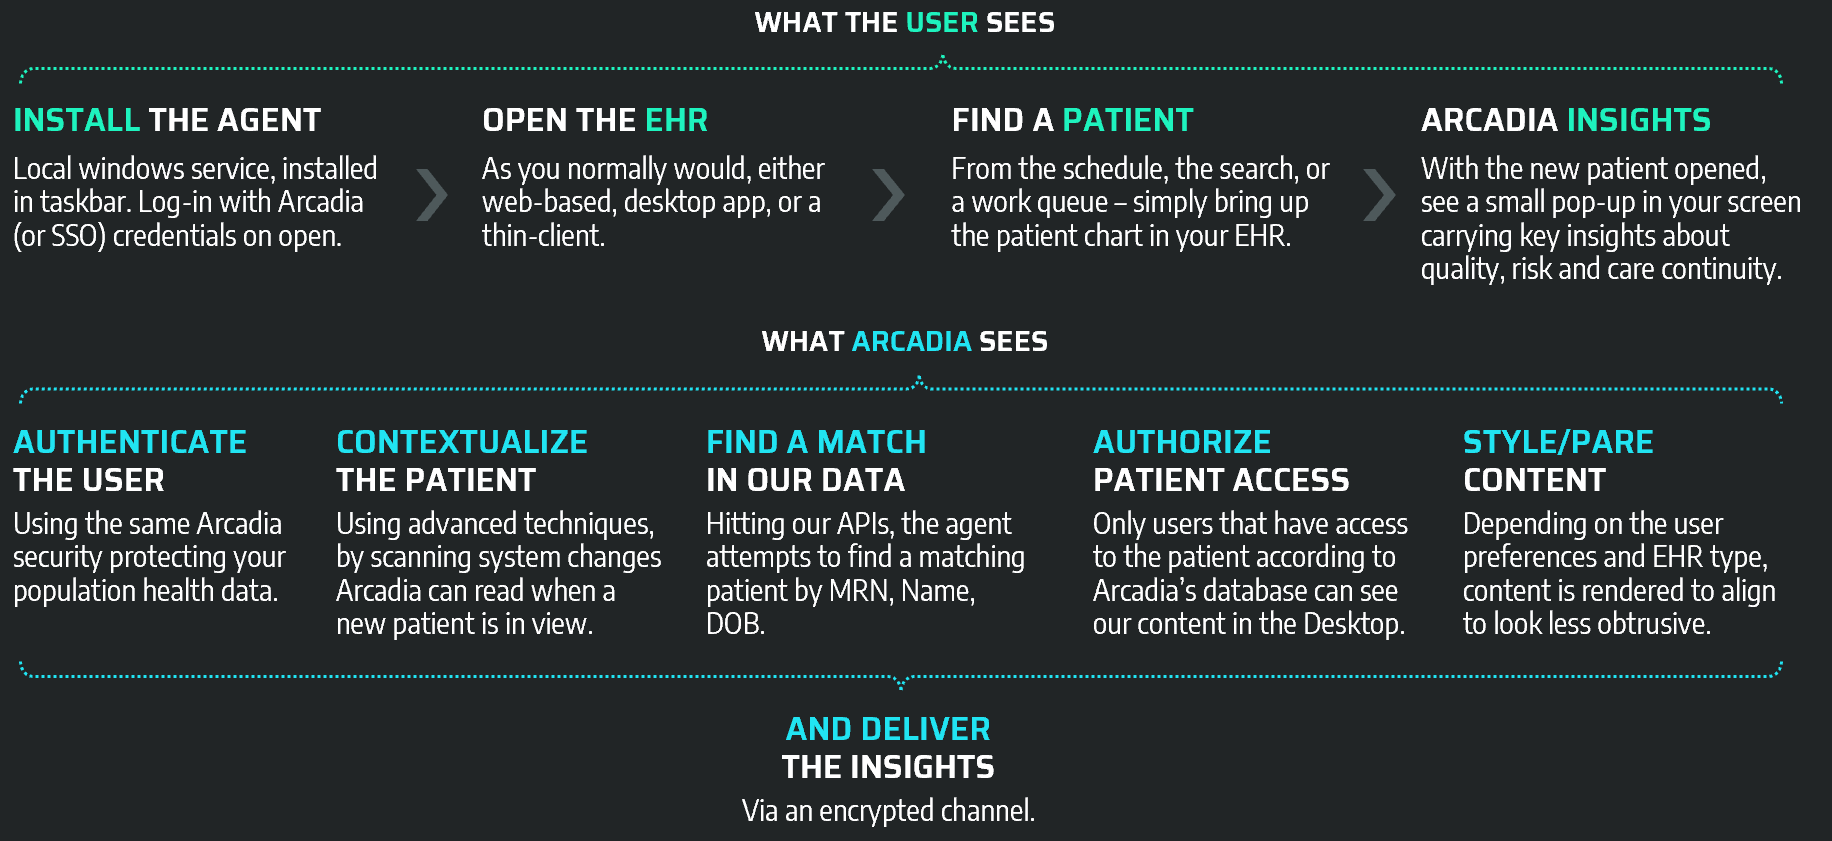 WHAT THE USER SEES
INSTALL THE AGENT
Local windows service, installed
in taskbar. Log-in with Arcadia
(or SSO) credentials on open.
OPEN THE EHR
As you normally would, either
web-based, desktop app, or a
thin-client.
FIND A PATIENT
From the schedule, the search, or
a work queue – simply bring up
the patient chart in your EHR.
ARCADIA INSIGHTS
With the new patient opened,
see a small pop-up in your screen
carrying key insights about
quality, risk and care continuity.
WHAT ARCADIA SEES
AUTHENTICATE
THE USER
Using the same Arcadia
security protecting your
population health data.
CONTEXTUALIZE
THE PATIENT
Using advanced techniques,
by scanning system changes
Arcadia can read when a
new patient is in view.
FIND A MATCH
IN OUR DATA
Hitting our APIs, the agent
attempts to find a matching
patient by MRN, Name,
DOB.
AUTHORIZE
PATIENT ACCESS
Only users that have access
to the patient according to
Arcadia’s database can see
our content in the Desktop.
STYLE/PARE
CONTENT
Depending on the user
preferences and EHR type,
content is rendered to align
to look less obtrusive.
AND DELIVER
THE INSIGHTS
Via an encrypted channel.